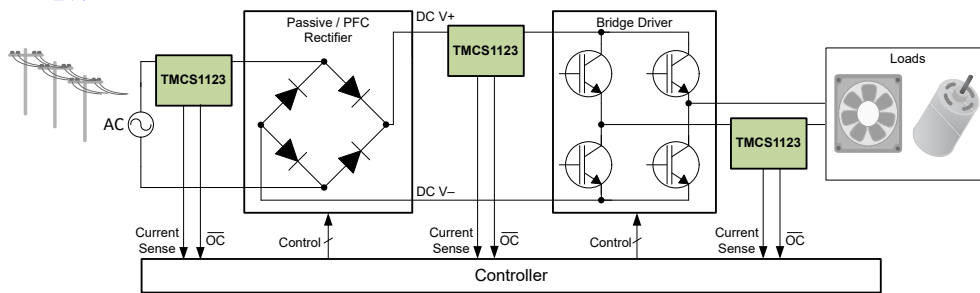 Passive / PFC
Rectifier
DC V+
Bridge Driver
TMCS1123
TMCS1123
Loads
AC
TMCS1123
DC V–
Current
Sense
OC
Control
Current
Sense
OC
Control
Current
Sense
OC
Controller